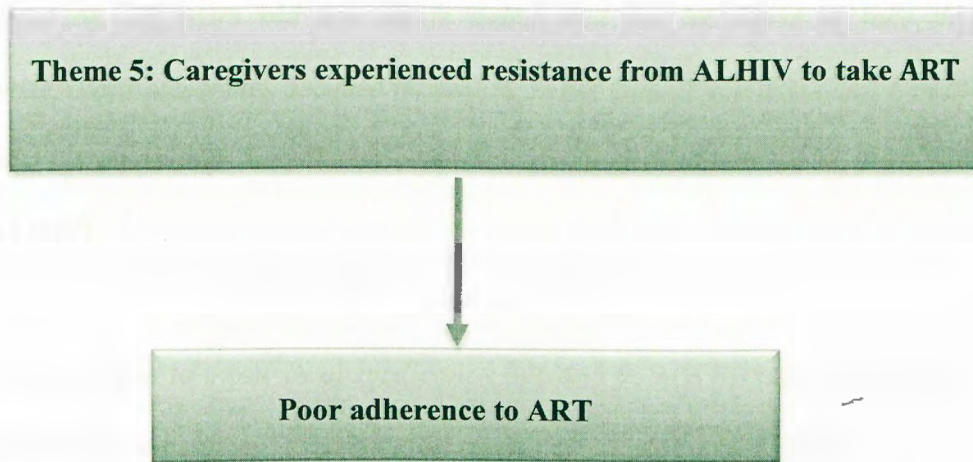 Theme 5: Caregivers experienced resistance from ALHIV to take ART
Poor adherence to ART